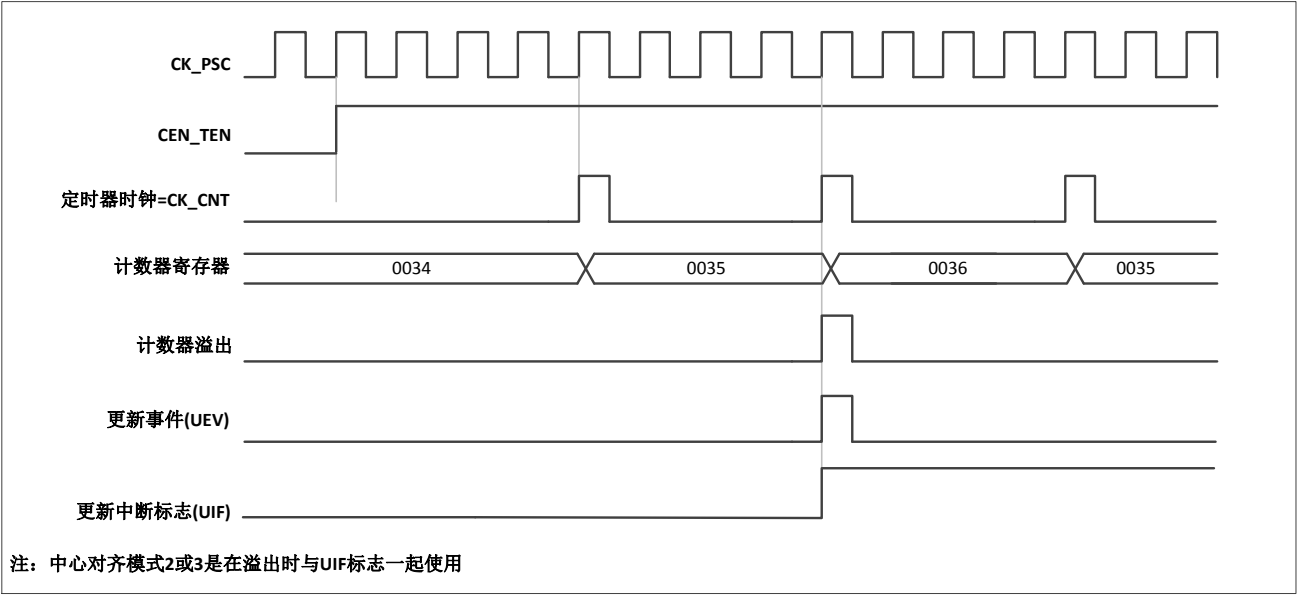 CK_PSC
CEN_TEN
定时器时钟=CK_CNT
计数器寄存器
0034
0035
0036
0035
计数器溢出
更新事件(UEV)
更新中断标志(UIF)
注：中心对齐模式2或3是在溢出时与UIF标志一起使用